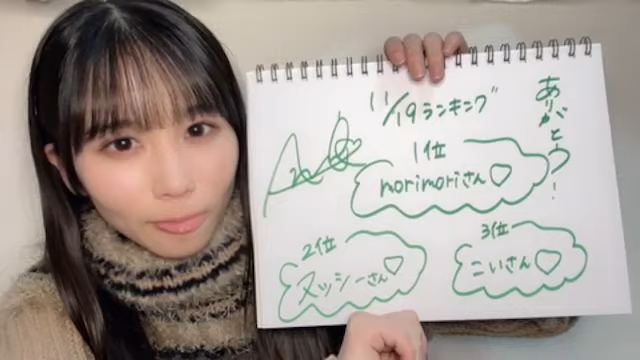 11/19ランキング
ありがとう!
1位
norimoriさん♡
2位
ヌッシーさん♡
3位
こいさん♡